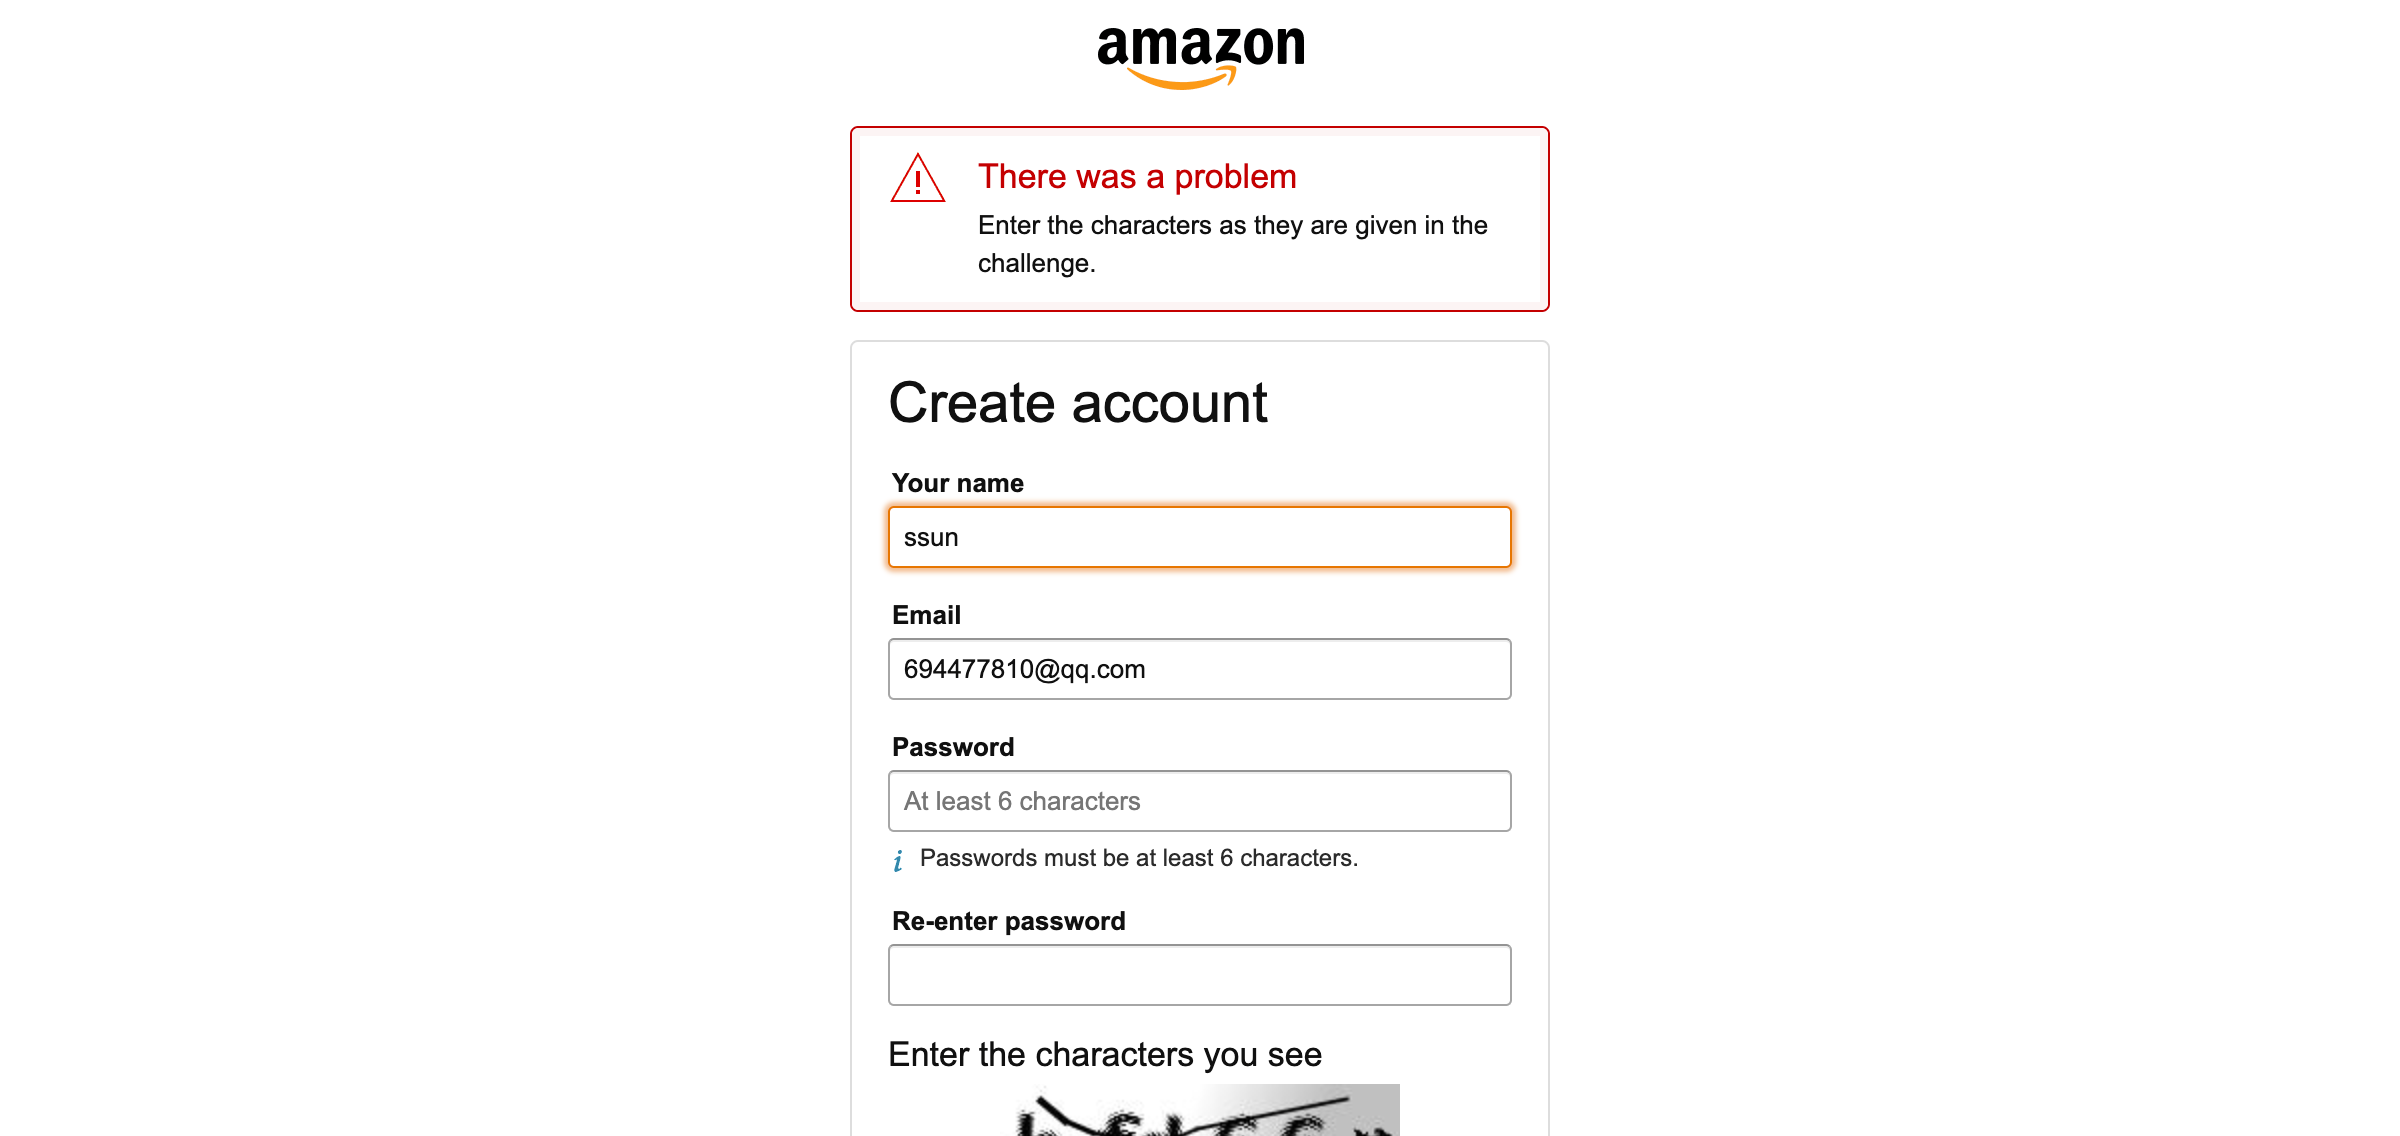 amazon
There was a problem
Enter the characters as they are given in the
challenge.
Create account
Your name
ssun
Email
694477810@qq.com
Password
At least 6 characters
i Passwords must be at least 6 characters.
Re-enter password
Enter the characters you see